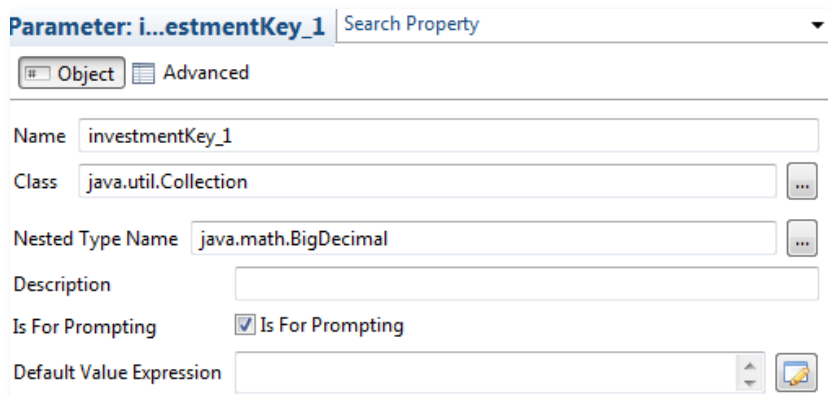 Parameter: i...estmentKey_1 Search Property
# Object Advanced
Name investmentKey_1
Class java.util.Collection ...
Nested Type Name java.math.BigDecimal ...
Description
Is For Prompting Is For Prompting
Default Value Expression